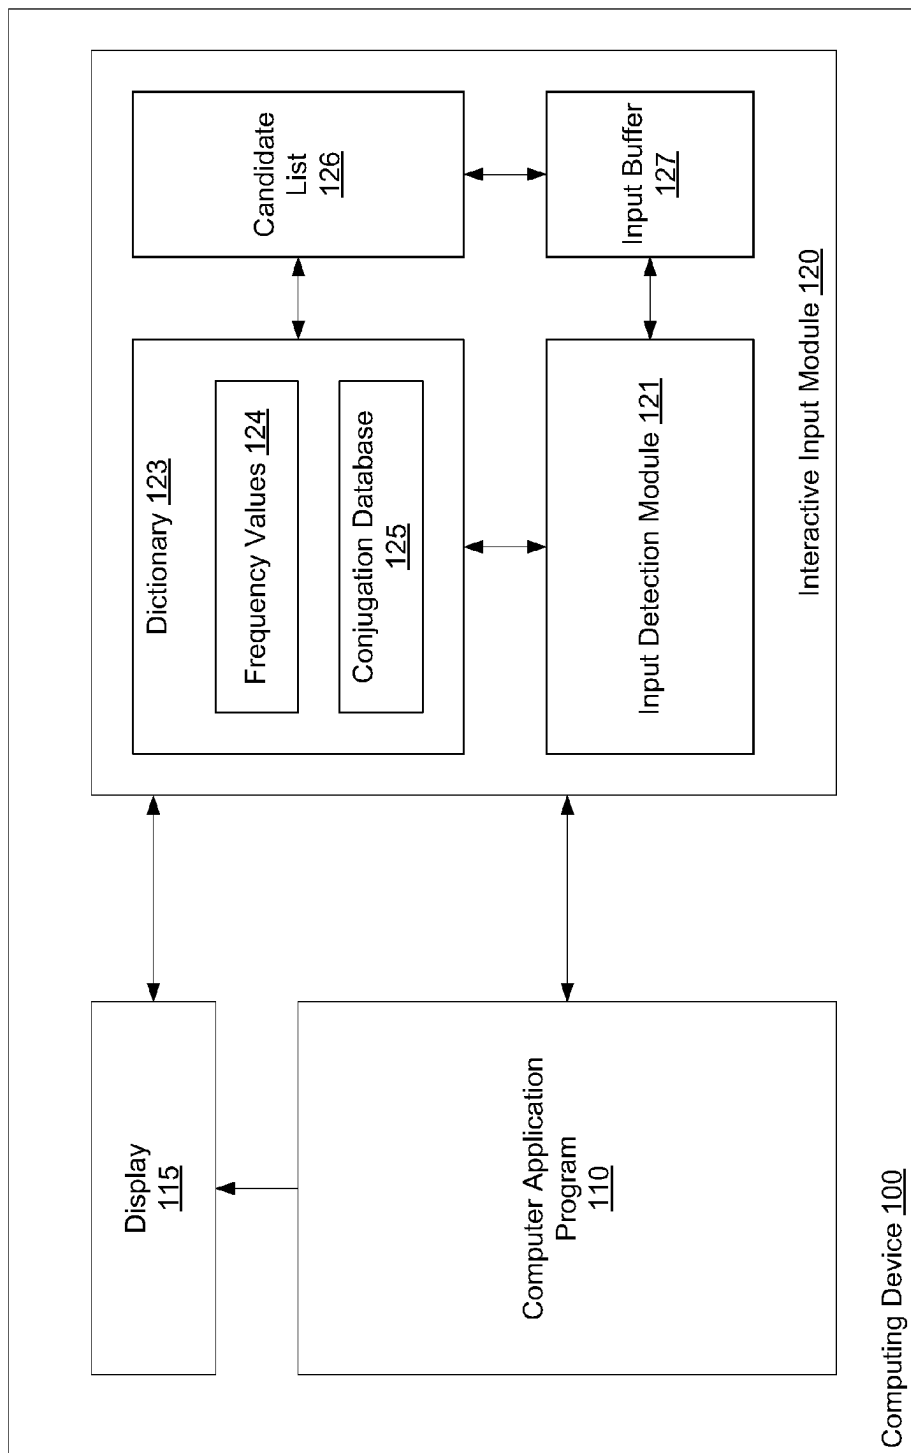 Display
115
Computer Application
Program
110
Dictionary 123
Frequency Values 124
Conjugation Database
125
Candidate
List
126
Input Detection Module 121
Input Buffer
127
Interactive Input Module 120
Computing Device 100